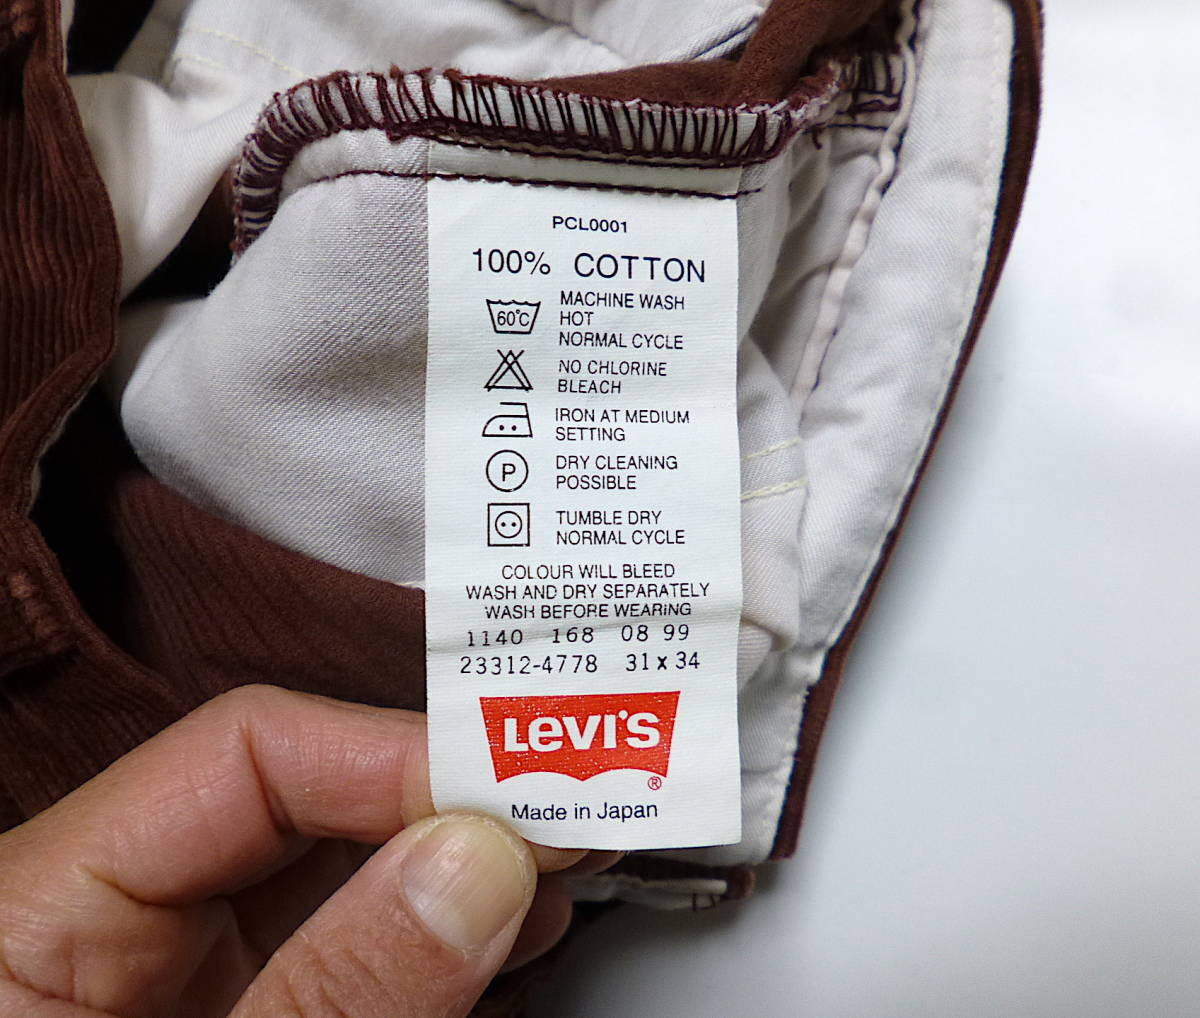 PCL0001
100% COTTON
60°C
MACHINE WASH
HOT
NORMAL CYCLE
NO CHLORINE
BLEACH
IRON AT MEDIUM
SETTING
P
DRY CLEANING
POSSIBLE
TUMBLE DRY
NORMAL CYCLE
COLOUR WILL BLEED
WASH AND DRY SEPARATELY
WASH BEFORE WEARING
1140 168 08 99
23312-4778 31 x 34
LEVI'S
®
Made in Japan